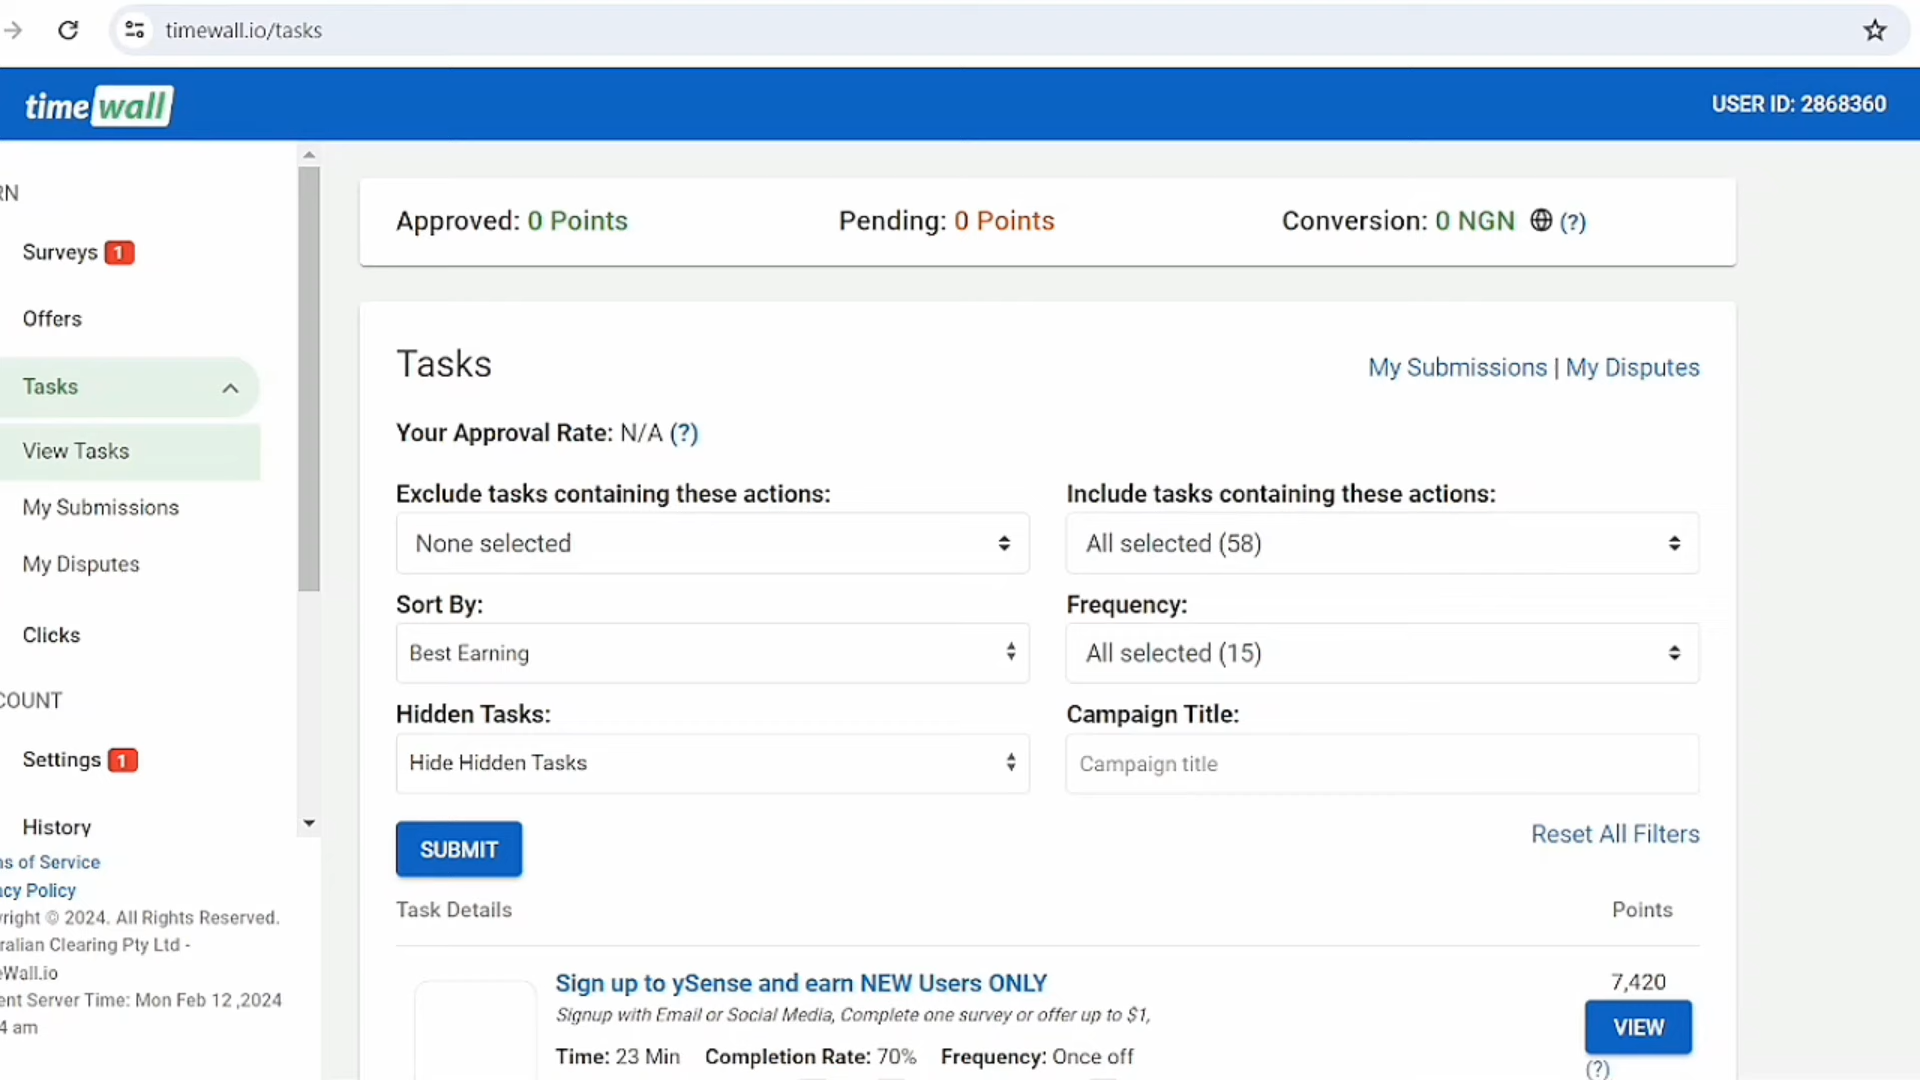 timewall.io/tasks
timewall
USER ID: 2868360
RN
Surveys 1
Offers
Tasks
View Tasks
My Submissions
My Disputes
Clicks
COUNT
Settings 1
History
ns of Service
acy Policy
yright © 2024. All Rights Reserved.
ralian Clearing Pty Ltd -
eWall.io
ent Server Time: Mon Feb 12 ,2024
4 am
Approved: 0 Points
Pending: 0 Points
Conversion: 0 NGN (?)
Tasks
My Submissions | My Disputes
Your Approval Rate: N/A (?)
Exclude tasks containing these actions:
None selected
Include tasks containing these actions:
All selected (58)
Sort By:
Best Earning
Frequency:
All selected (15)
Hidden Tasks:
Hide Hidden Tasks
Campaign Title:
Campaign title
SUBMIT
Reset All Filters
Task Details
Points
Sign up to ySense and earn NEW Users ONLY
Signup with Email or Social Media, Complete one survey or offer up to $1,
Time: 23 Min Completion Rate: 70% Frequency: Once off
7,420
VIEW
(?)